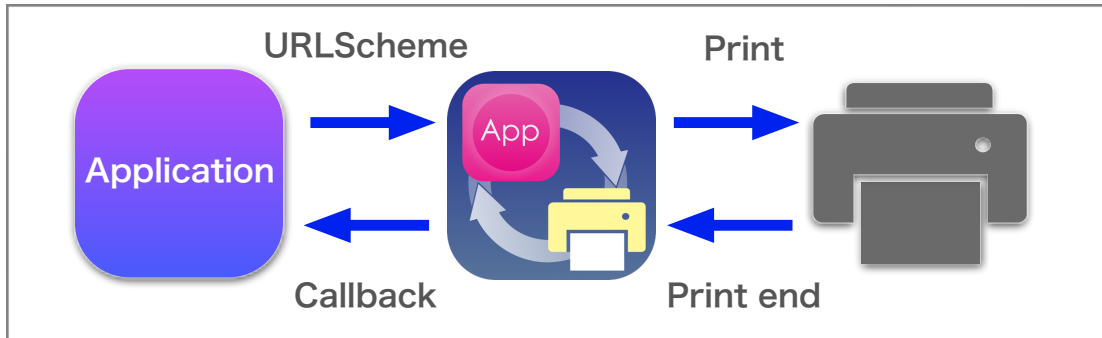 URLScheme
Print
Application
App
Callback
Print end